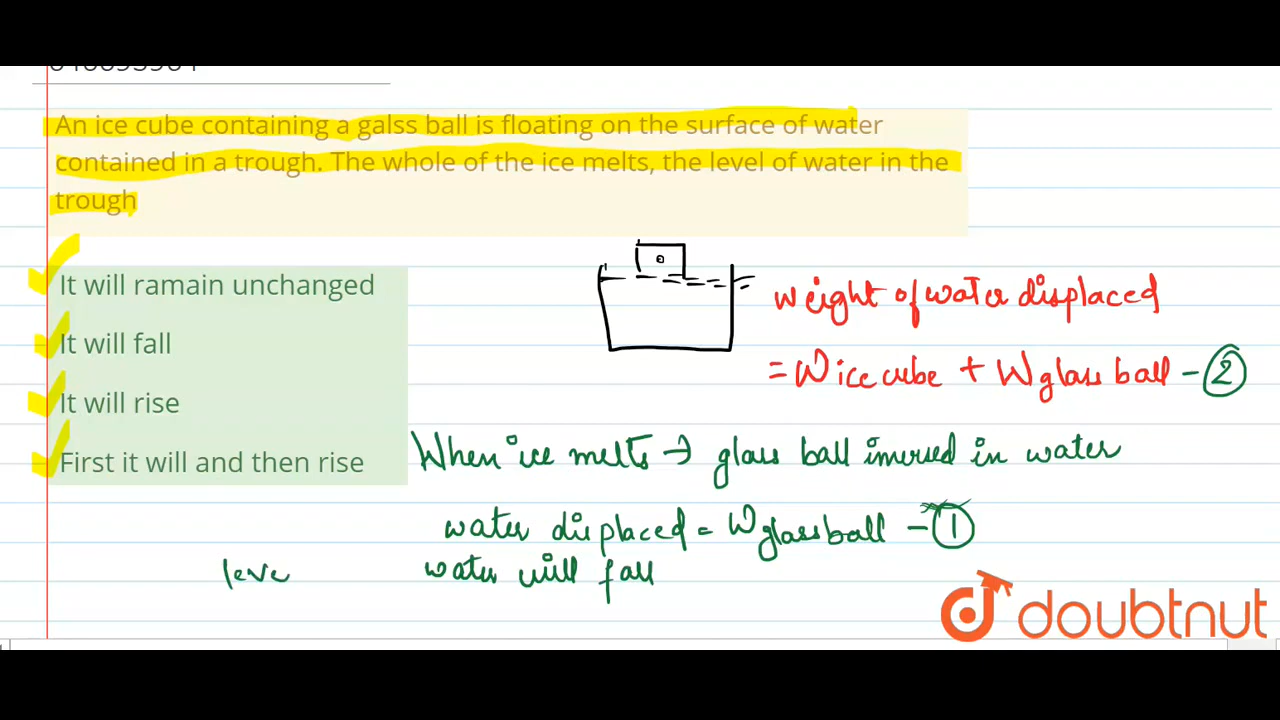 An ice cube containing a galss ball is floating on the surface of water
contained in a trough. The whole of the ice melts, the level of water in the
trough
It will ramain unchanged
It will fall
It will rise
First it will and then rise
weight of water displaced
= W ice cube + W glass ball - 2
When ice melts → glass ball imersed in water
water displaced = W glass ball - 1
leve water will fall
doubtnut